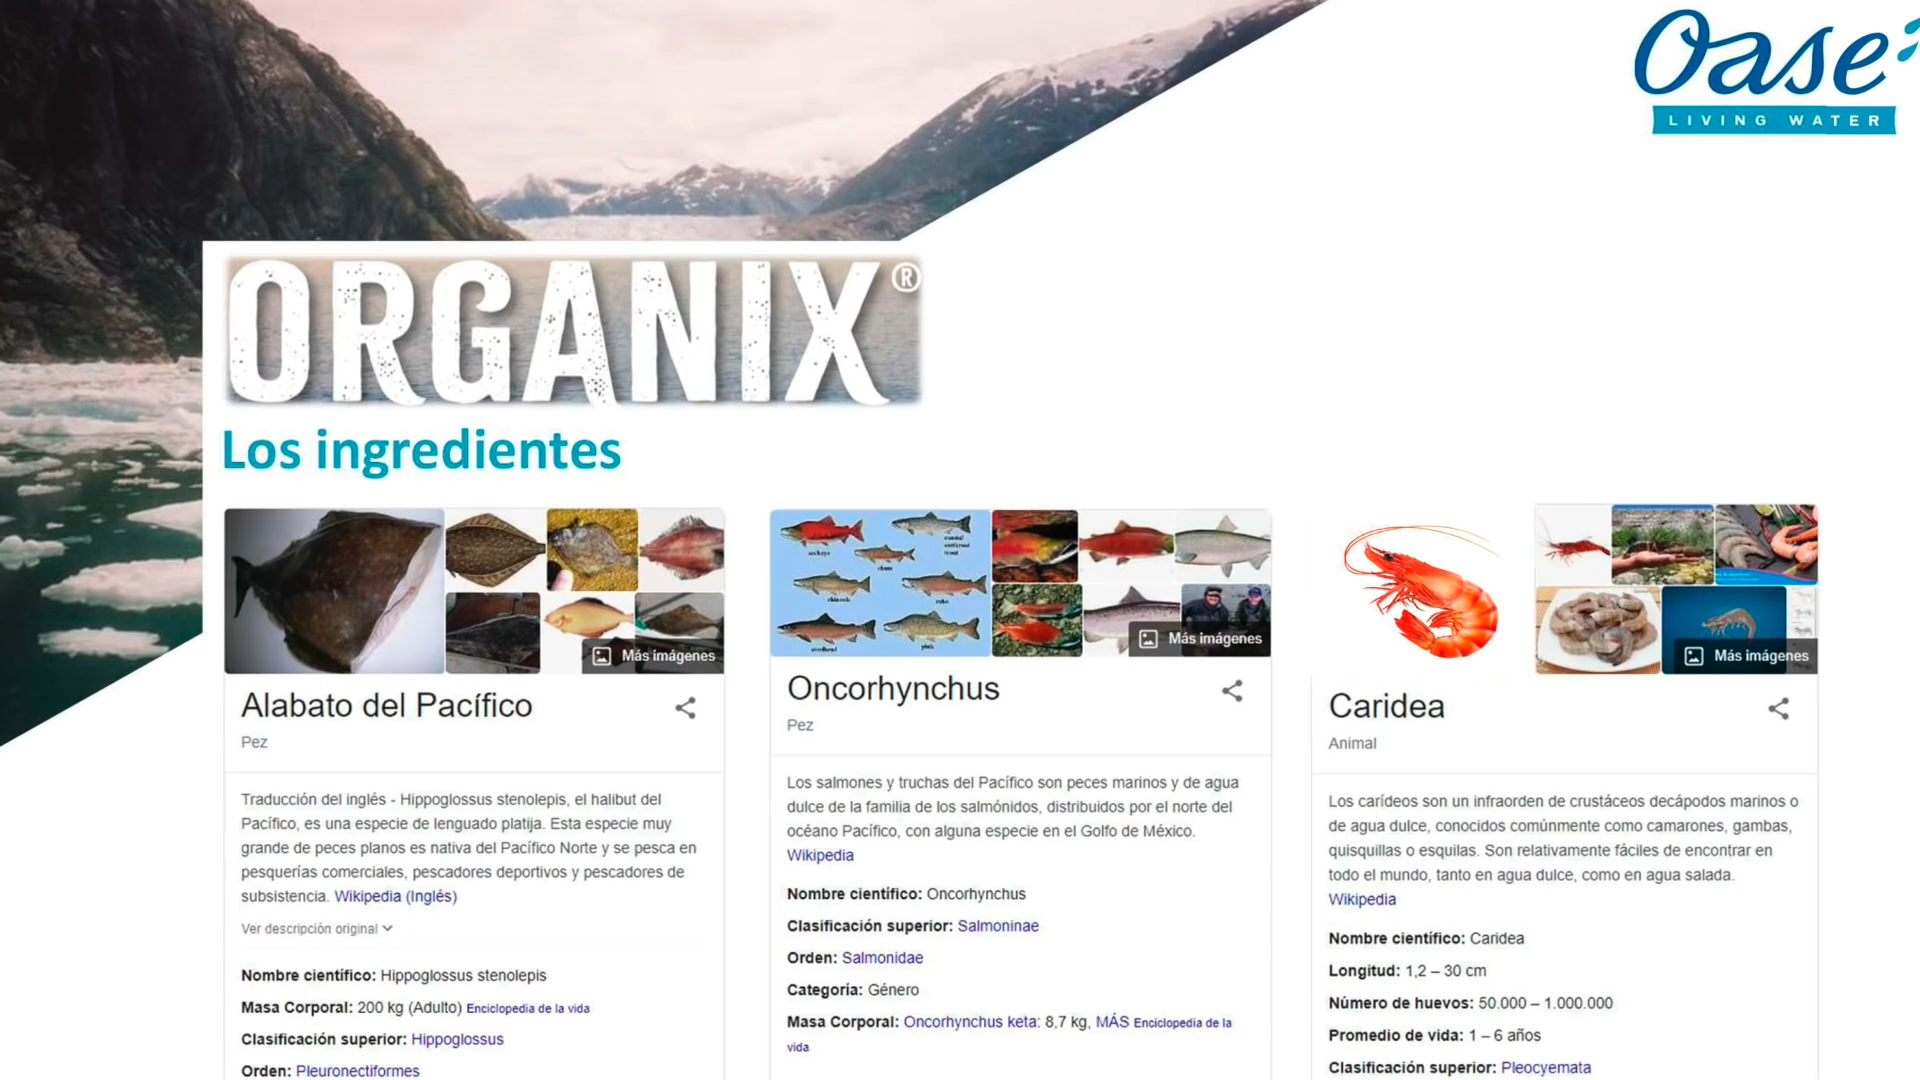 Oase
LIVING WATER
ORGANIX®
Los ingredientes
Más imágenes
Alabato del Pacífico
Pez
Traducción del inglés - Hippoglossus stenolepis, el halibut del
Pacífico, es una especie de lenguado platija. Esta especie muy
grande de peces planos es nativa del Pacífico Norte y se pesca en
pesquerías comerciales, pescadores deportivos y pescadores de
subsistencia. Wikipedia (Inglés)
Ver descripción original
Nombre científico: Hippoglossus stenolepis
Masa Corporal: 200 kg (Adulto) Enciclopedia de la vida
Clasificación superior: Hippoglossus
Orden: Pleuronectiformes
sockeye
chum
pink
Más imágenes
Oncorhynchus
Pez
Los salmones y truchas del Pacífico son peces marinos y de agua
dulce de la familia de los salmónidos, distribuidos por el norte del
océano Pacífico, con alguna especie en el Golfo de México.
Wikipedia
Nombre científico: Oncorhynchus
Clasificación superior: Salmoninae
Orden: Salmonidae
Categoría: Género
Masa Corporal: Oncorhynchus keta: 8,7 kg, MÁS Enciclopedia de la
vida
Más imágenes
Caridea
Animal
Los carídeos son un infraorden de crustáceos decápodos marinos o
de agua dulce, conocidos comúnmente como camarones, gambas,
quisquillas o esquilas. Son relativamente fáciles de encontrar en
todo el mundo, tanto en agua dulce, como en agua salada.
Wikipedia
Nombre científico: Caridea
Longitud: 1,2 – 30 cm
Número de huevos: 50.000 – 1.000.000
Promedio de vida: 1 – 6 años
Clasificación superior: Pleocyemata